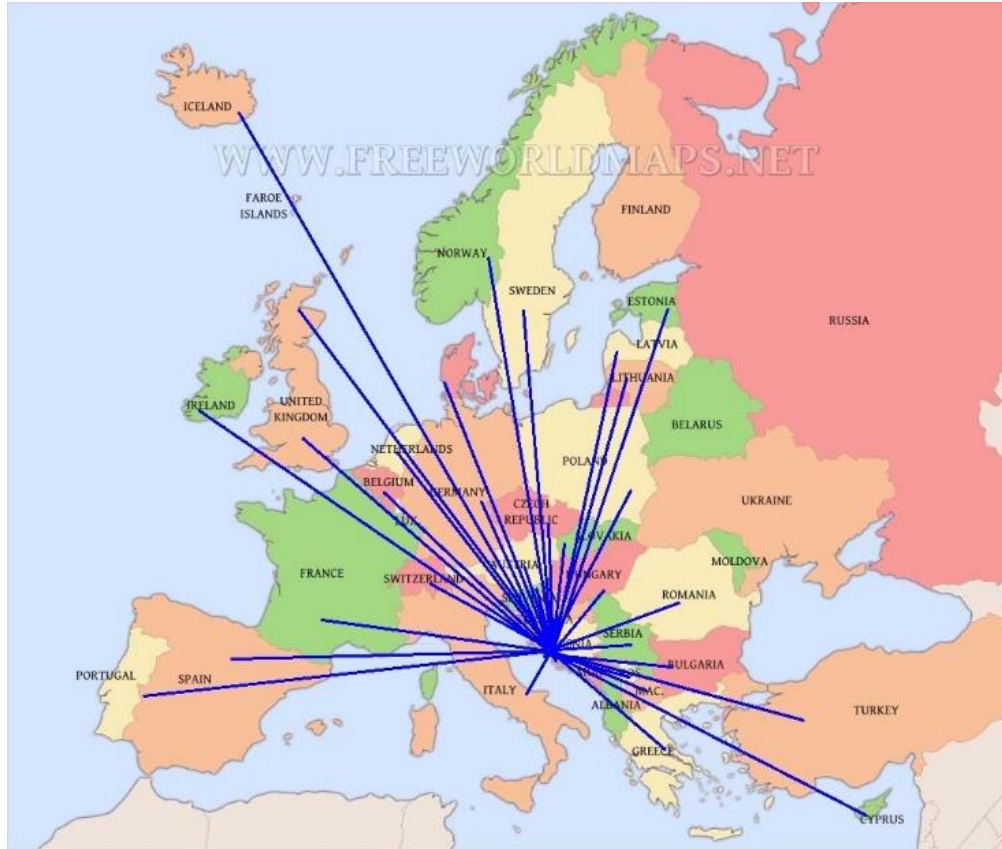 ICELAND
WWW.FREEWORLDMAPS.NET
FAROE
ISLANDS
FINLAND
NORWAY
SWEDEN
ESTONIA
RUSSIA
LATVIA
LITHUANIA
IRELAND
UNITED
KINGDOM
BELARUS
NETHERLANDS
POLAND
BELGIUM
GERMANY
UKRAINE
CZECH
REPUBLIC
LUX.
SLOVAKIA
MOLDOVA
AUSTRIA
FRANCE
SWITZERLAND
HUNGARY
ROMANIA
SERBIA
BULGARIA
PORTUGAL
SPAIN
ITALY
MAC.
ALBANIA
TURKEY
GREECE
CYPRUS